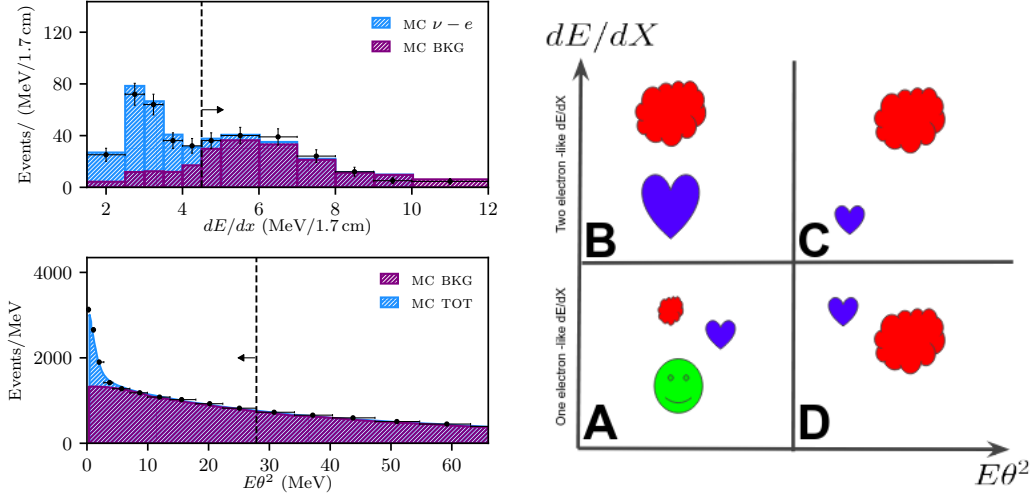 120
80
40
0
Events/ (MeV/1.7 cm)
MC ν − e
MC BKG
2
4
6
8
10
12
dE/dx (MeV/1.7 cm)
4000
2000
0
Events/MeV
MC BKG
MC TOT
0
10
20
30
40
50
60
Eθ² (MeV)
dE/dX
Two electron -like dE/dX
B
C
One electron -like dE/dX
A
D
Eθ²